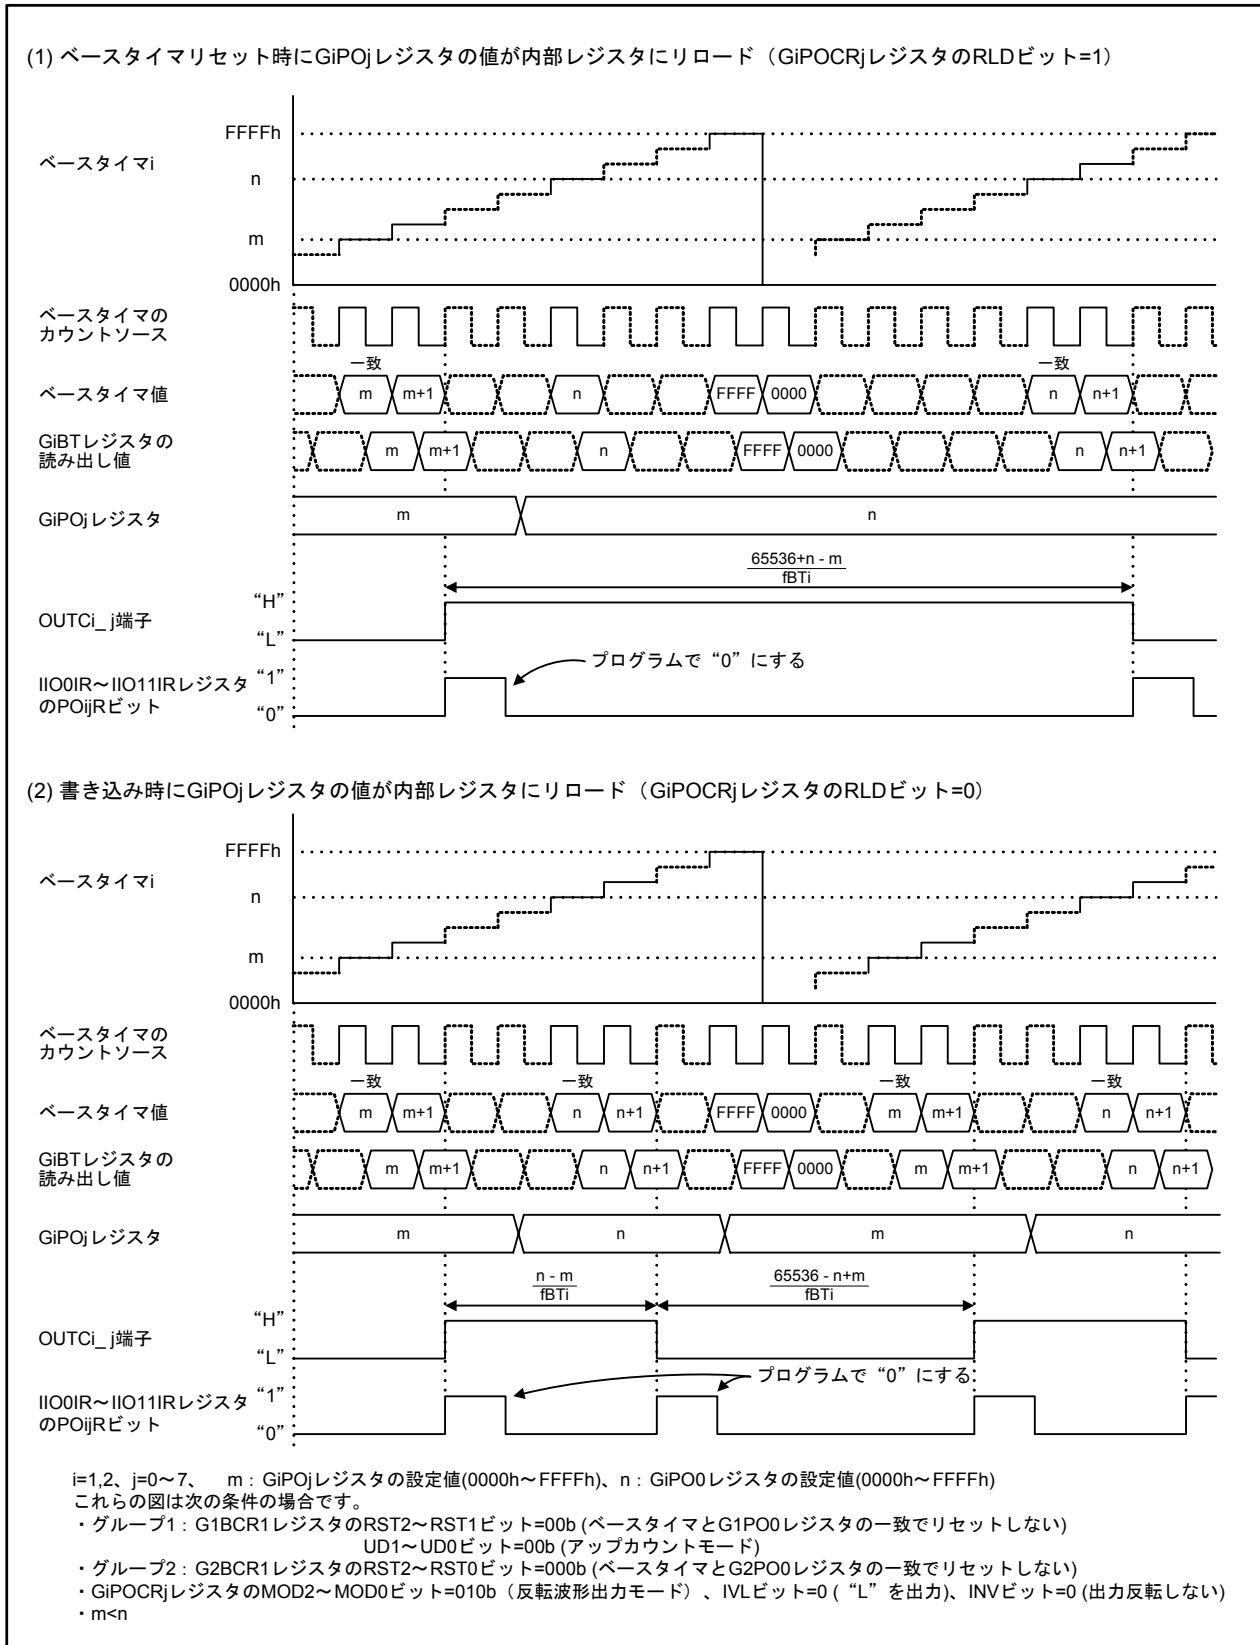 (1) ベースタイマリセット時にGiPOjレジスタの値が内部レジスタにリロード（GiPOCRjレジスタのRLDビット=1）
FFFFh
ベースタイマi
n
m
0000h
ベースタイマの
カウントソース
一致
一致
ベースタイマ値
m
m+1
n
FFFF
0000
n
n+1
GiBTレジスタの
読み出し値
m
m+1
n
FFFF
0000
n
n+1
GiPOjレジスタ
m
n
65536+n - m
fBTi
“H”
OUTCi_ j端子
“L”
プログラムで“0”にする
IIO0IR～IIO11IRレジスタ
のPOijRビット
“1”
“0”
(2) 書き込み時にGiPOjレジスタの値が内部レジスタにリロード（GiPOCRjレジスタのRLDビット=0）
FFFFh
ベースタイマi
n
m
0000h
ベースタイマの
カウントソース
一致
一致
一致
一致
ベースタイマ値
m
m+1
n
n+1
FFFF
0000
m
m+1
n
n+1
GiBTレジスタの
読み出し値
m
m+1
n
n+1
FFFF
0000
m
m+1
n
n+1
GiPOjレジスタ
m
n
m
n
n - m
fBTi
65536 - n+m
fBTi
“H”
OUTCi_ j端子
“L”
プログラムで“0”にする
IIO0IR～IIO11IRレジスタ
のPOijRビット
“1”
“0”
i=1,2、j=0～7、 m：GiPOjレジスタの設定値(0000h～FFFFh)、n：GiPO0レジスタの設定値(0000h～FFFFh)
これらの図は次の条件の場合です。
・グループ1：G1BCR1レジスタのRST2～RST1ビット=00b (ベースタイマとG1PO0レジスタの一致でリセットしない)
UD1～UD0ビット=00b (アップカウントモード)
・グループ2：G2BCR1レジスタのRST2～RST0ビット=000b (ベースタイマとG2PO0レジスタの一致でリセットしない)
・GiPOCRjレジスタのMOD2～MOD0ビット=010b（反転波形出力モード）、IVLビット=0 (“L”を出力)、INVビット=0 (出力反転しない)
・m<n